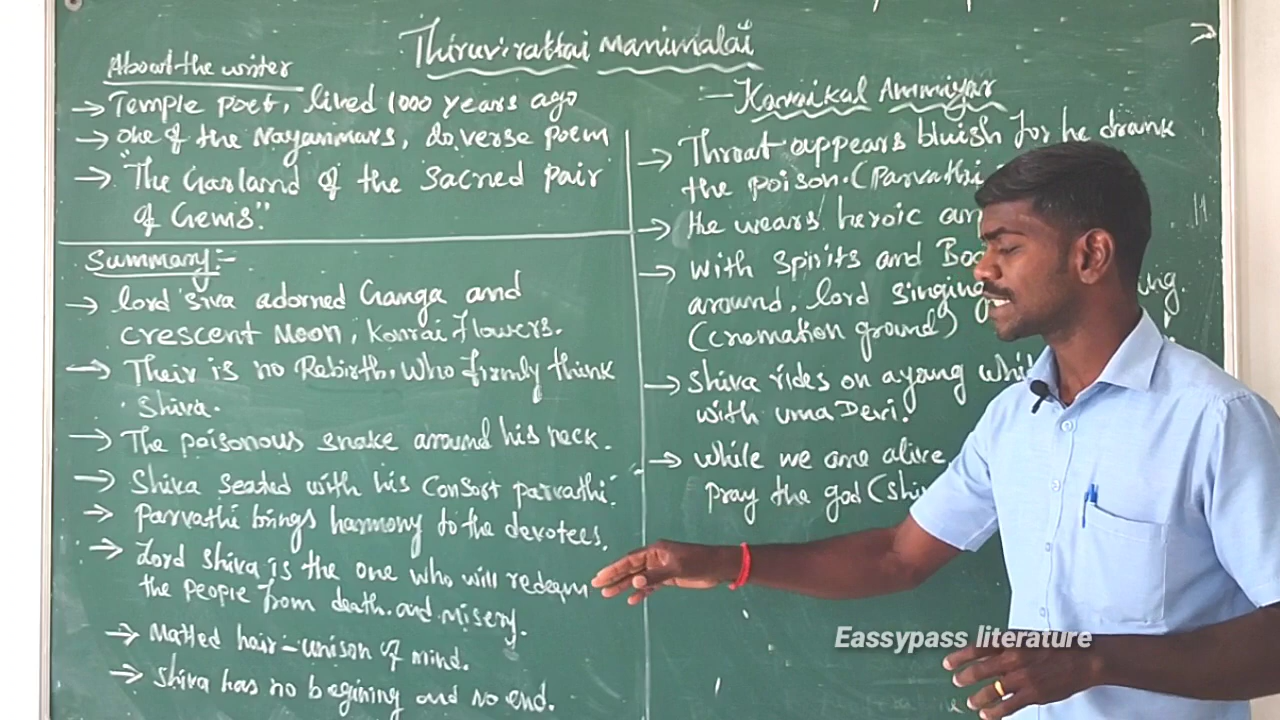 Thiruvirattai manimalai
- Karaikal Ammiyar
About the writer
→ Temple poet, lived 1000 years ago
→ one of the Nayanmars, do verse poem
→ "The Garland of the sacred pair
of Gems."
Summary:-
→ lord siva adorned Ganga and
crescent Moon, Konrai flowers.
→ Their is no Rebirth. Who firmly think
Shiva.
→ The poisonous snake around his neck.
→ Shiva seated with his consort parvathi.
→ parvathi brings harmony to the devotees.
→ Lord shiva is the one who will redeem
the people from death and misery.
→ Matted hair - unison of mind.
→ Shiva has no begining and no end.
→ Throat appears bluish for he drank
the poison. (Parvathi
→ He wears heroic
→ With spirits and
around, lord singing
(cremation ground)
→ Shiva rides on a young
with Uma Devi.
→ While we are alive
pray the god
Eassypass literature